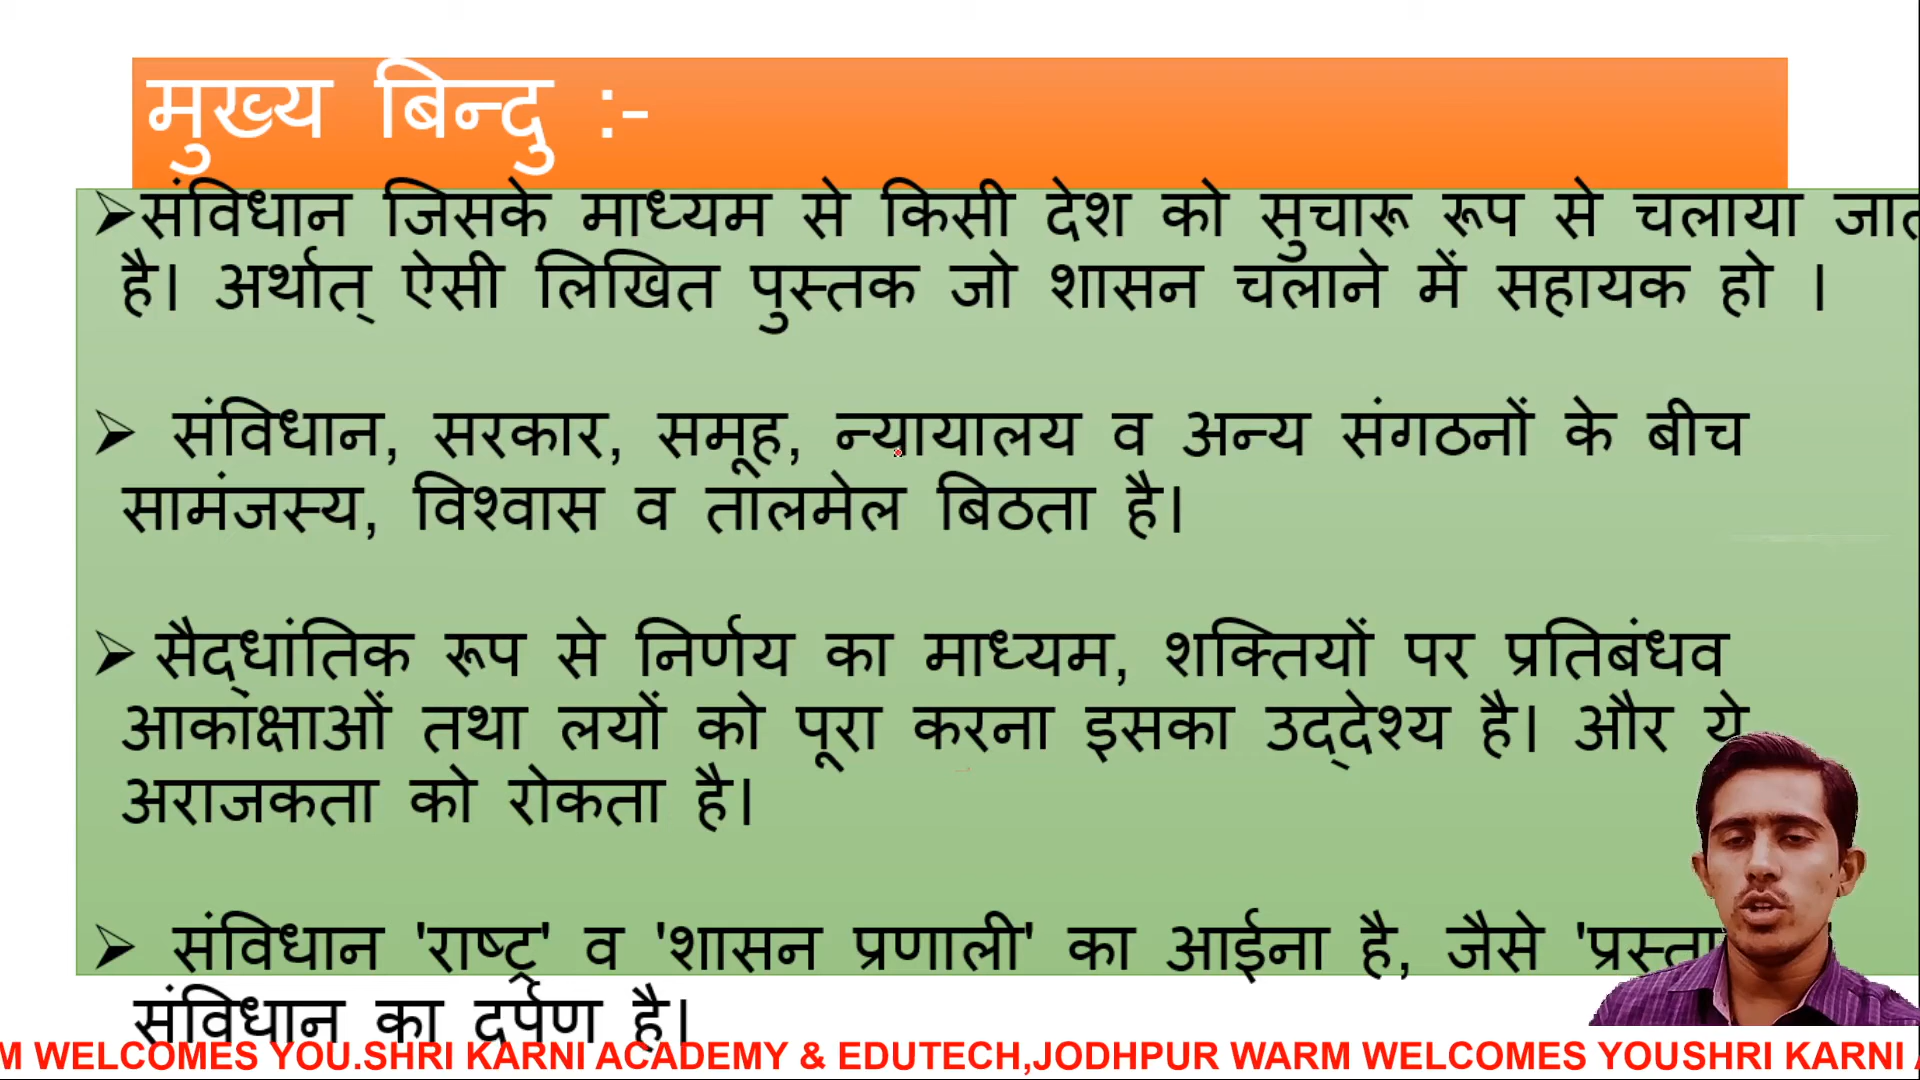 मुख्य बिन्दु :-
➢संविधान जिसके माध्यम से किसी देश को सुचारू रूप से चलाया
है। अर्थात् ऐसी लिखित पुस्तक जो शासन चलाने में सहायक हो ।
➢ संविधान, सरकार, समूह, न्यायालय व अन्य संगठनों के बीच
सामंजस्य, विश्वास व तालमेल बिठता है।
➢ सैद्धांतिक रूप से निर्णय का माध्यम, शक्तियों पर प्रतिबंधव
आकांक्षाओं तथा लयों को पूरा करना इसका उद्देश्य है। और ये
अराजकता को रोकता है।
➢ संविधान 'राष्ट्र' व 'शासन प्रणाली' का आईना है, जैसे
संविधान का दर्पण है।
WELCOMES YOU.SHRI KARNI ACADEMY & EDUTECH,JODHPUR WARM WELCOMES YOUSHRI KARNI